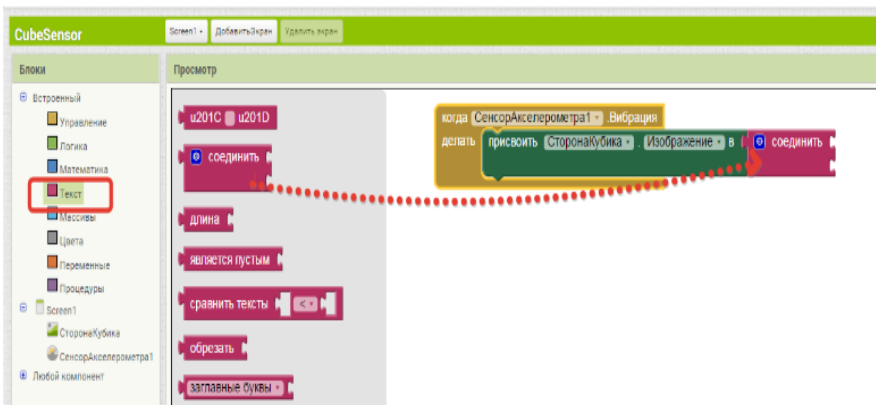 CubeSensor
Screen1 ДобавитьЭкран Удалить экран
Блоки
Просмотр
Встроенный
Управление
Логика
Математика
Текст
Массивы
Цвета
Переменные
Процедуры
Screen1
СторонаКубика
СенсорАкселерометра1
Любой компонент
u201C u201D
соединить
длина
является пустым
сравнить тексты <
обрезать
заглавные буквы
когда СенсорАкселерометра1 .Вибрация
делать присвоить СторонаКубика . Изображение в соединить